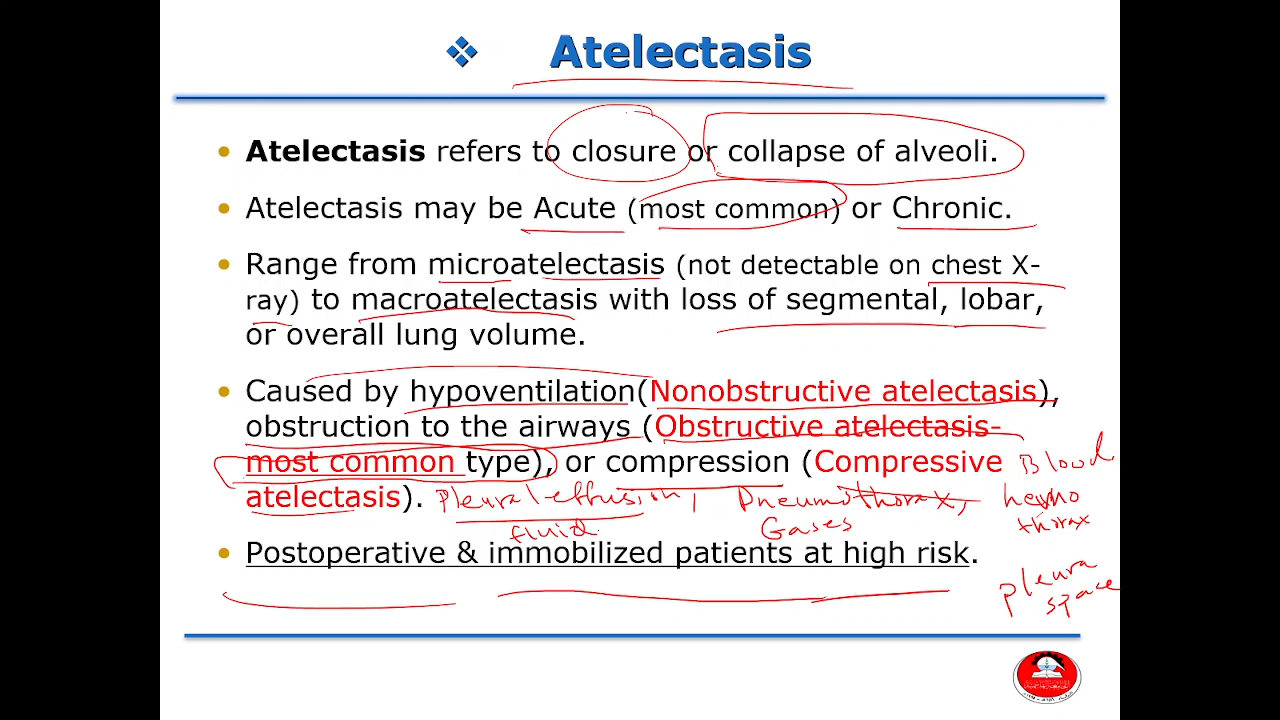 ❖ Atelectasis
• Atelectasis refers to closure or collapse of alveoli.
• Atelectasis may be Acute (most common) or Chronic.
• Range from microatelectasis (not detectable on chest X-
ray) to macroatelectasis with loss of segmental, lobar,
or overall lung volume.
• Caused by hypoventilation(Nonobstructive atelectasis),
obstruction to the airways (Obstructive atelectasis-
most common type), or compression (Compressive
atelectasis).
Pleural effusion, Pneumothorax, hemo
thorax
Blood
fluid
Gases
• Postoperative & immobilized patients at high risk.
pleura
space